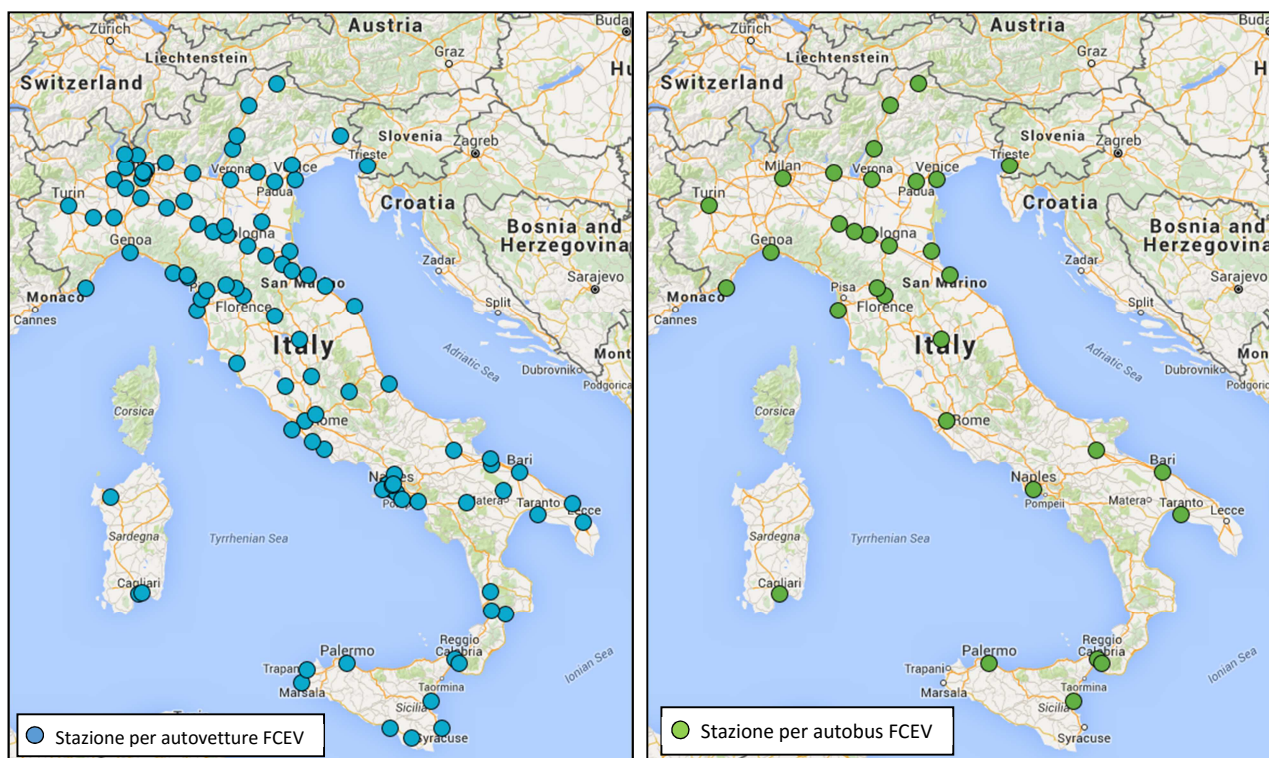 Zürich
Austria
Buda
Liechtenstein
Graz
Hu
Switzerland
Slovenia
Zagreb
Trieste
Verona
Venice
Padua
Turin
Croatia
Bologna
Bosnia and
Herzegovina
Genoa
Zadar
San Marino
Sarajevo
Monaco
Florence
Split
Cannes
Italy
Mont
Adriatic Sea
Dubrovnik
Podgorica
Corsica
Rome
Bari
Naples
Matera
Taranto
Lecce
Sardegna
Tyrrhenian Sea
Cagliari
Reggio
Calabria
Palermo
Trapani
Ionian Sea
Marsala
Taormina
Sicilia
Syracuse
Stazione per autovetture FCEV
Zürich
Austria
Buda
Liechtenstein
Graz
H
Switzerland
Slovenia
Zagreb
Milan
Trieste
Verona
Venice
Padua
Turin
Croatia
Bologna
Bosnia and
Herzegovina
Genoa
Zadar
San Marino
Sarajevo
Pisa
Monaco
Florence
Split
Cannes
Italy
Mon
Adriatic Sea
Dubrovnik
Podgorica
Corsica
Rome
Bari
Naples
Matera
Taranto
Pompeii
Lecce
Sardegna
Tyrrhenian Sea
Cagliari
Reggio
Calabria
Palermo
Trapani
Ionian Sea
Marsala
Taormina
Sicilia
Syracuse
Stazione per autobus FCEV